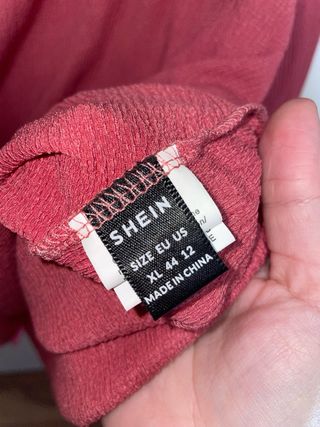 SHEIN
SIZE EU US
XL 44 12
MADE IN CHINA